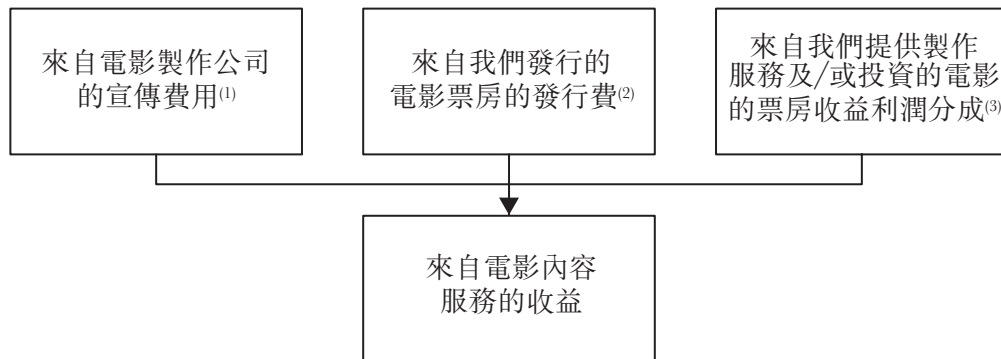 來自電影製作公司
的宣傳費用(1)
來自我們發行的
電影票房的發行費(2)
來自我們提供製作
服務及/或投資的電影
的票房收益利潤分成(3)
來自電影內容
服務的收益